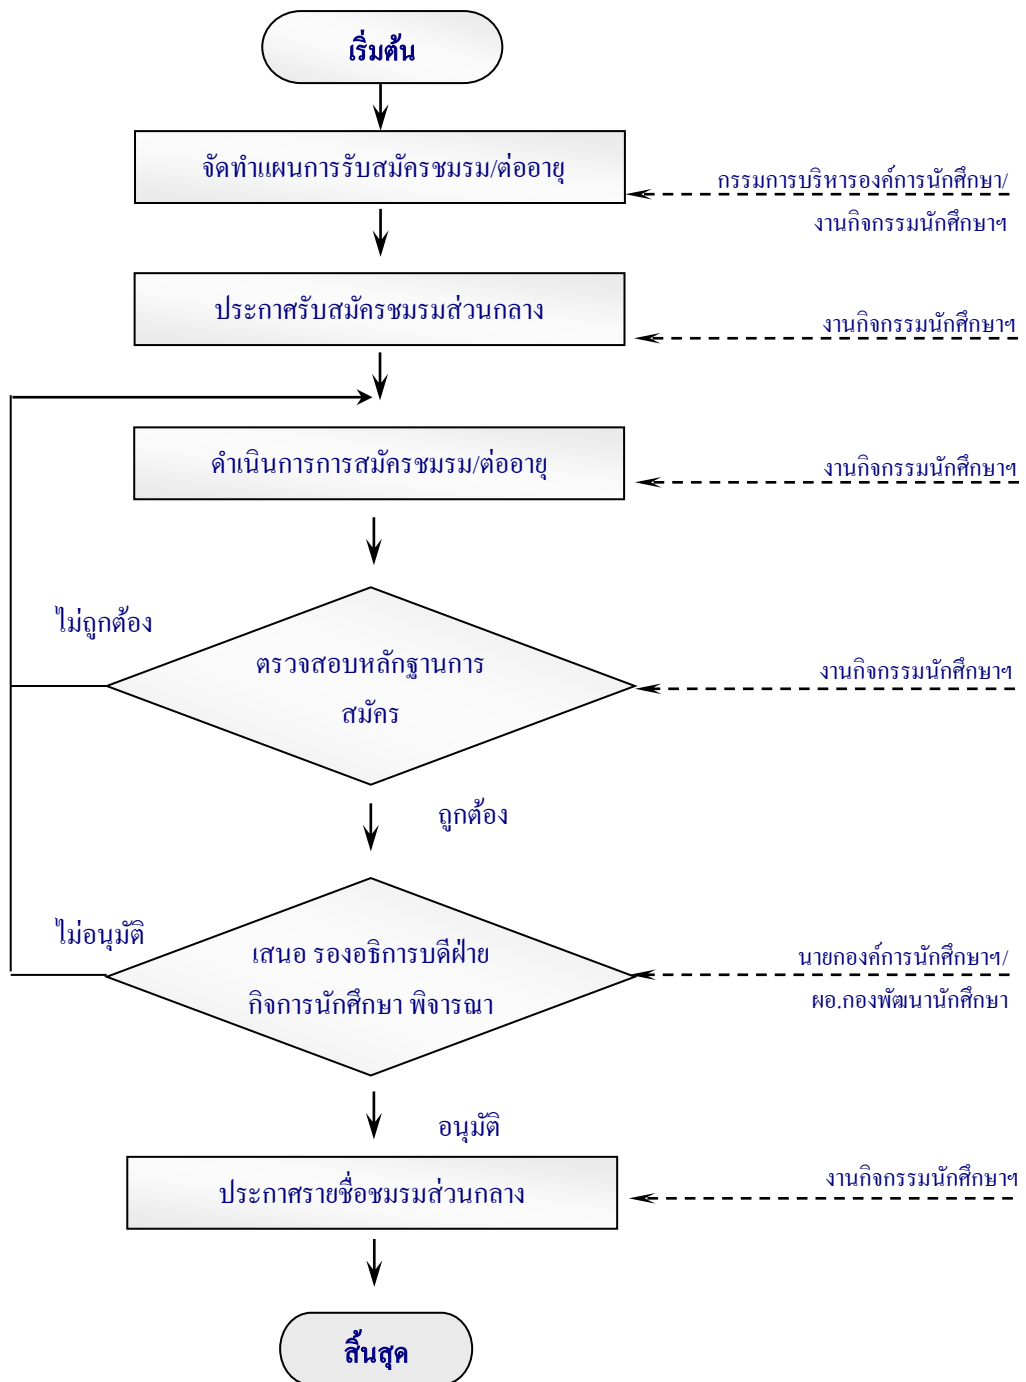 เริ่มต้น
จัดทำแผนการรับสมัครชมรม/ต่ออายุ
กรรมการบริหารองค์การนักศึกษา/
งานกิจกรรมนักศึกษาฯ
ประกาศรับสมัครชมรมส่วนกลาง
งานกิจกรรมนักศึกษาฯ
ดำเนินการการสมัครชมรม/ต่ออายุ
งานกิจกรรมนักศึกษาฯ
ไม่ถูกต้อง
ตรวจสอบหลักฐานการ
สมัคร
งานกิจกรรมนักศึกษาฯ
ถูกต้อง
ไม่อนุมัติ
เสนอ รองอธิการบดีฝ่าย
กิจการนักศึกษา พิจารณา
นายกองค์การนักศึกษาฯ/
ผอ.กองพัฒนานักศึกษา
อนุมัติ
ประกาศรายชื่อชมรมส่วนกลาง
งานกิจกรรมนักศึกษาฯ
สิ้นสุด